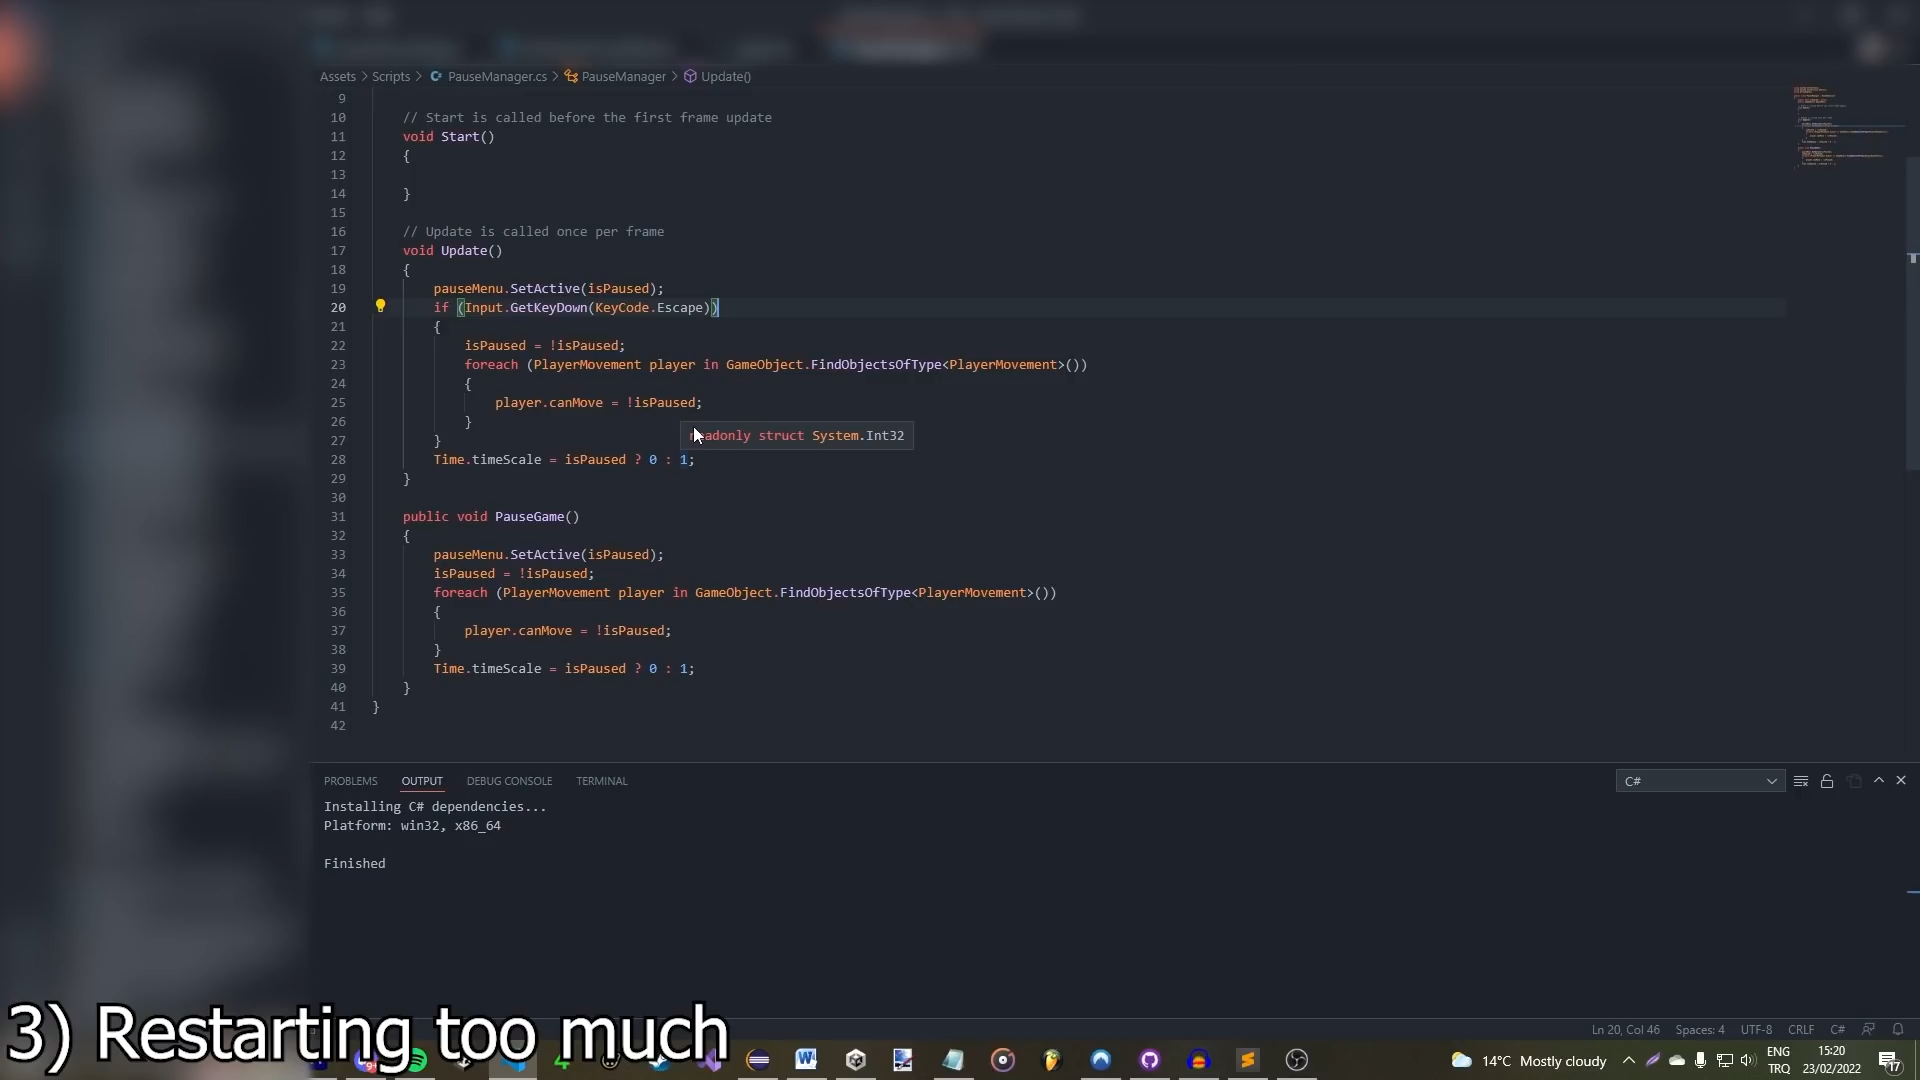 Assets > Scripts > PauseManager.cs > PauseManager > Update()
9
10 // Start is called before the first frame update
11 void Start()
12 {
13
14 }
15
16 // Update is called once per frame
17 void Update()
18 {
19 pauseMenu.SetActive(isPaused);
20 if (Input.GetKeyDown(KeyCode.Escape))
21 {
22 isPaused = !isPaused;
23 foreach (PlayerMovement player in GameObject.FindObjectsOfType<PlayerMovement>())
24 {
25 player.canMove = !isPaused;
26 }
readonly struct System.Int32
27 }
28 Time.timeScale = isPaused ? 0 : 1;
29 }
30
31 public void PauseGame()
32 {
33 pauseMenu.SetActive(isPaused);
34 isPaused = !isPaused;
35 foreach (PlayerMovement player in GameObject.FindObjectsOfType<PlayerMovement>())
36 {
37 player.canMove = !isPaused;
38 }
39 Time.timeScale = isPaused ? 0 : 1;
40 }
41 }
42
PROBLEMS OUTPUT DEBUG CONSOLE TERMINAL C#
Installing C# dependencies...
Platform: win32, x86_64
Finished
Ln 20, Col 46 Spaces: 4 UTF-8 CRLF C#
3) Restarting too much
14°C Mostly cloudy ENG 15:20
TRQ 23/02/2022 17